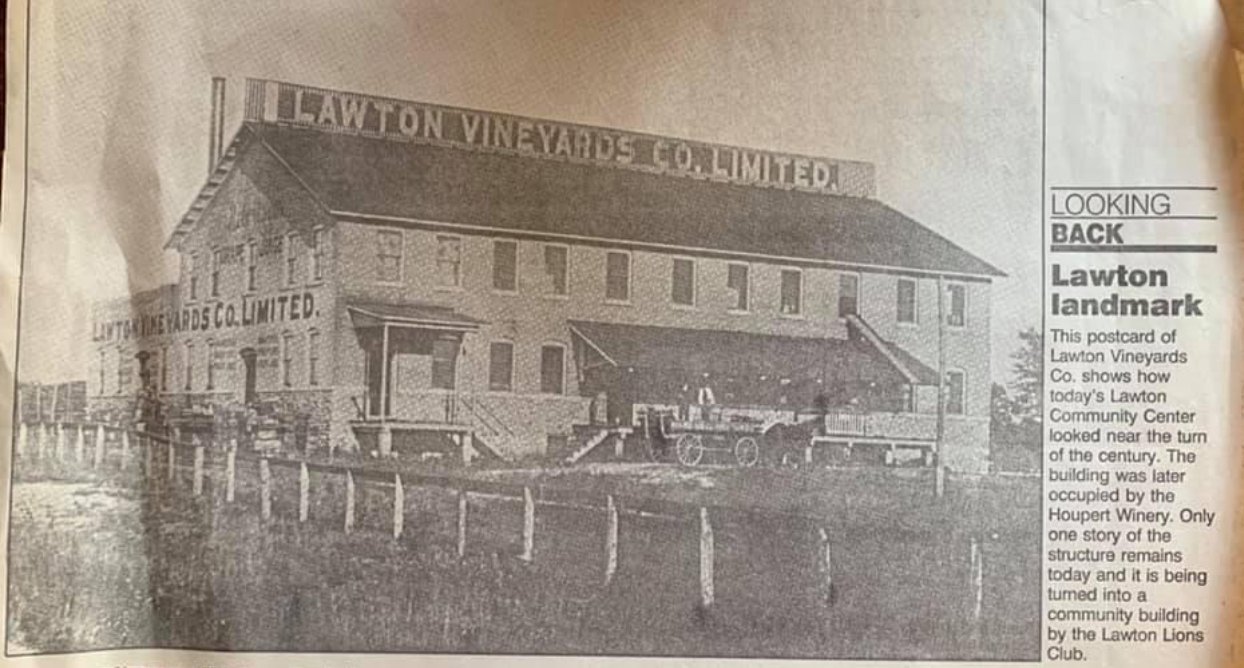 LAWTON VINEYARDS CO. LIMITED.
LAWTON VINEYARDS CO. LIMITED.
LOOKING
BACK
Lawton
landmark
This postcard of
Lawton Vineyards
Co. shows how
today's Lawton
Community Center
looked near the turn
of the century. The
building was later
occupied by the
Houpert Winery. Only
one story of the
structure remains
today and it is being
turned into a
community building
by the Lawton Lions
Club.